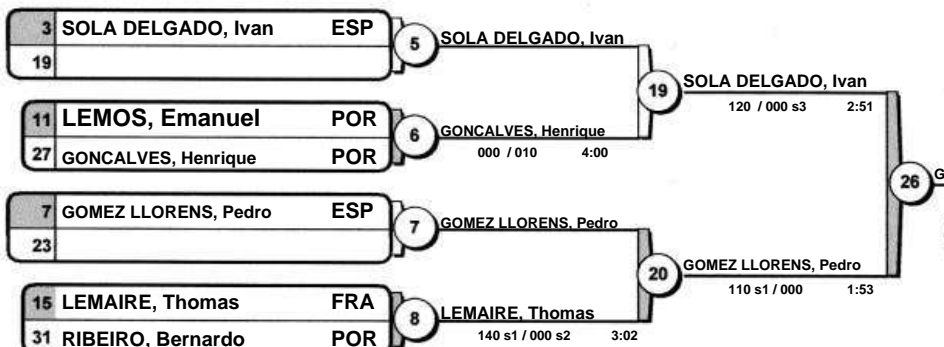 3 SOLA DELGADO, Ivan ESP
19
5
SOLA DELGADO, Ivan
11 LEMOS, Emanuel POR
27 GONCALVES, Henrique POR
6
GONCALVES, Henrique
000 / 010 4:00
19
SOLA DELGADO, Ivan
120 / 000 s3 2:51
7 GOMEZ LLORENS, Pedro ESP
23
7
GOMEZ LLORENS, Pedro
15 LEMAIRE, Thomas FRA
31 RIBEIRO, Bernardo POR
8
LEMAIRE, Thomas
140 s1 / 000 s2 3:02
20
GOMEZ LLORENS, Pedro
110 s1 / 000 1:53
26
G